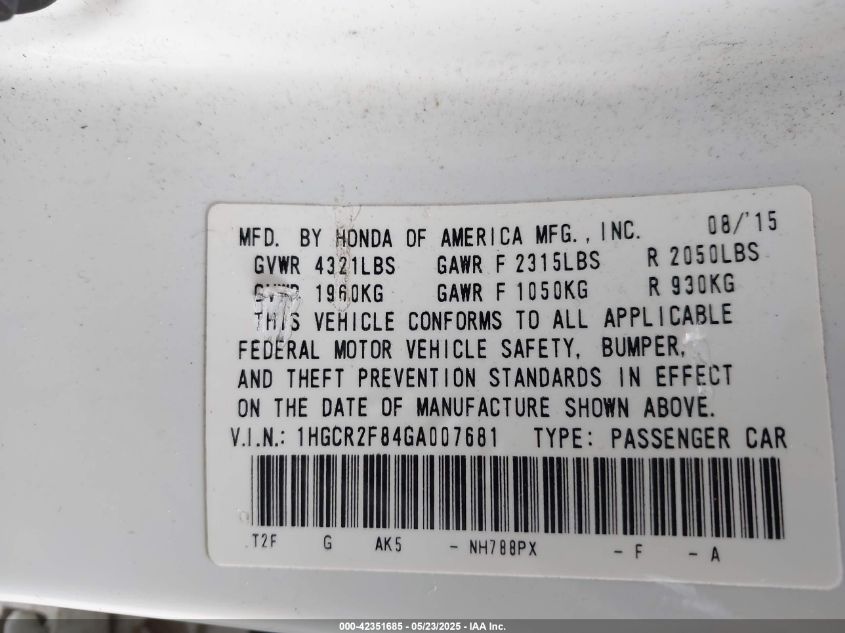 MFD. BY HONDA OF AMERICA MFG., INC. 08/'15
GVWR 4321LBS GAWR F 2315LBS R 2050LBS
GVWR 1960KG GAWR F 1050KG R 930KG
THIS VEHICLE CONFORMS TO ALL APPLICABLE
FEDERAL MOTOR VEHICLE SAFETY, BUMPER,
AND THEFT PREVENTION STANDARDS IN EFFECT
ON THE DATE OF MANUFACTURE SHOWN ABOVE.
V.I.N.: 1HGCR2F84GA007681 TYPE: PASSENGER CAR
T2F G AK5 - NH788PX - F - A
000-42351685 - 05/23/2025 - IAA Inc.